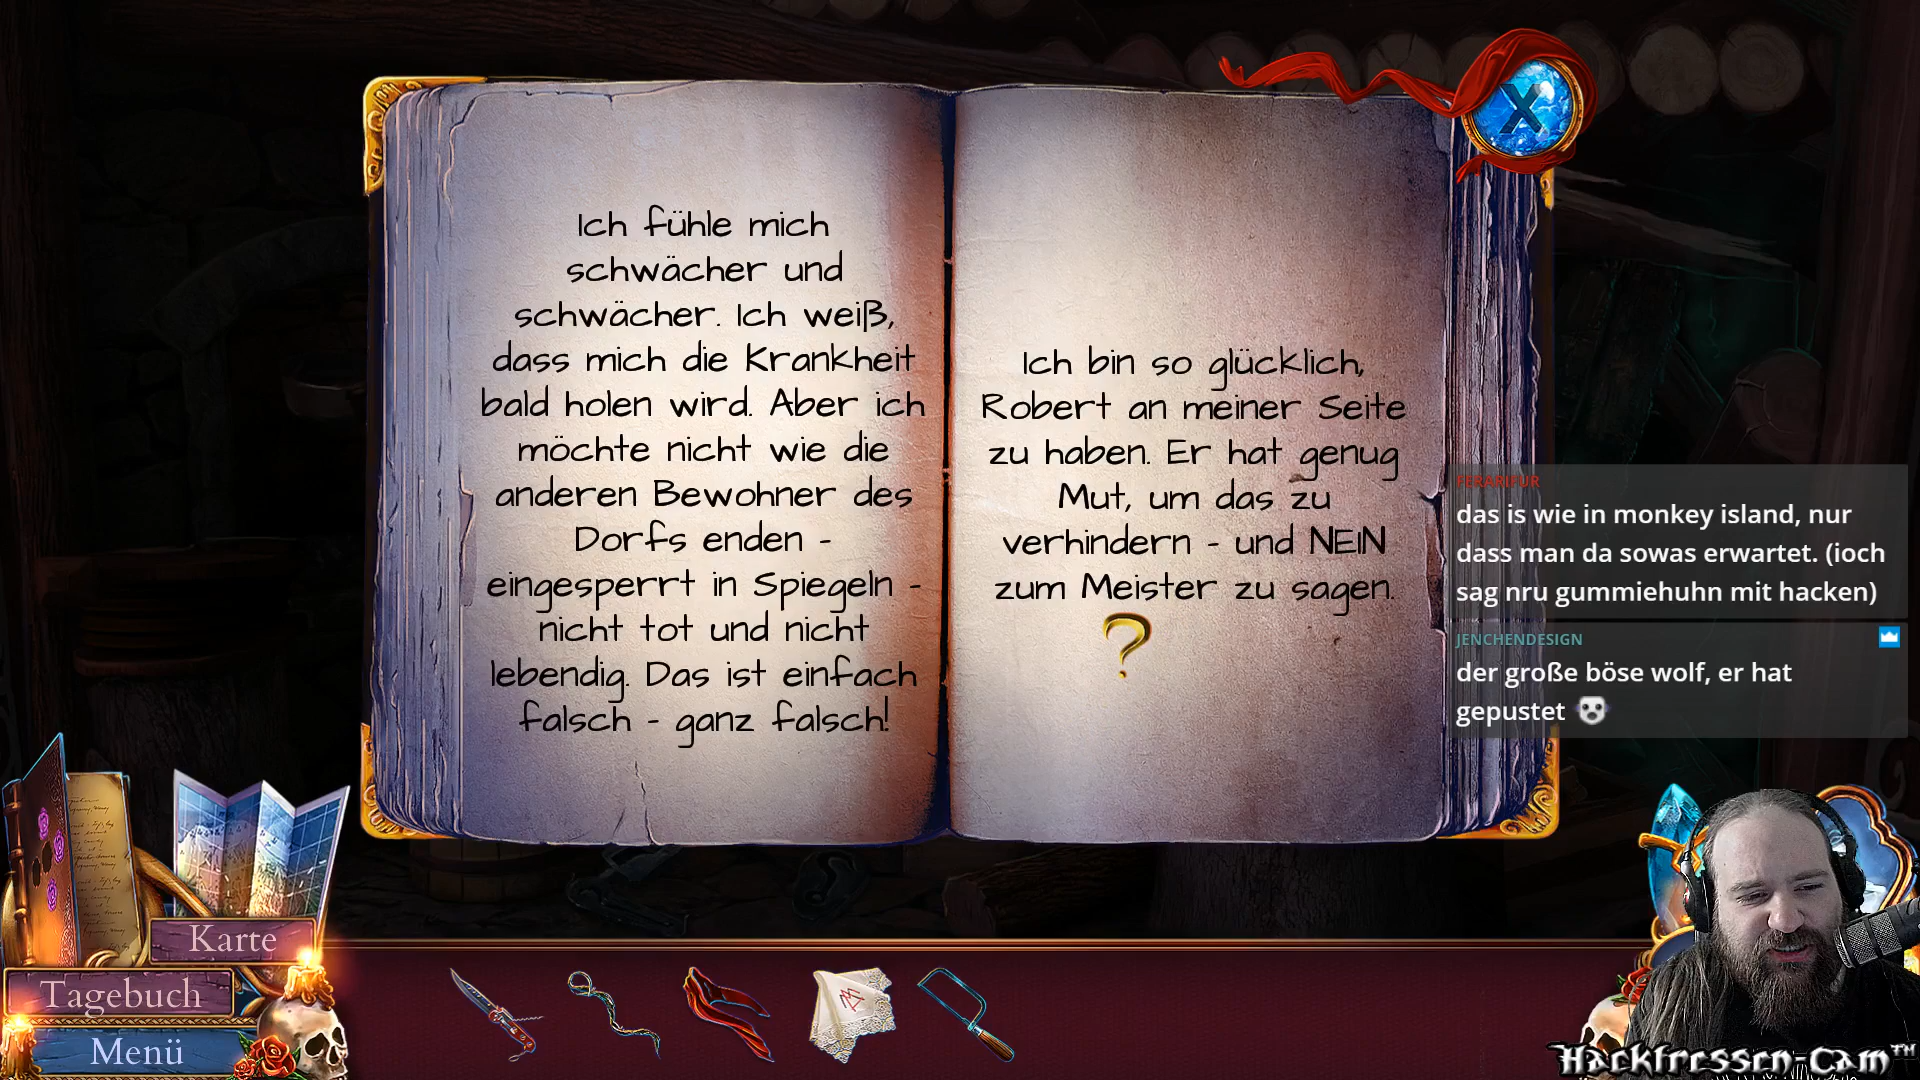 Ich fühle mich
schwächer und
schwächer. Ich weiß,
dass mich die Krankheit
bald holen wird. Aber ich
möchte nicht wie die
anderen Bewohner des
Dorfs enden -
eingesperrt in Spiegeln -
nicht tot und nicht
lebendig. Das ist einfach
falsch - ganz falsch!
Ich bin so glücklich,
Robert an meiner Seite
zu haben. Er hat genug
Mut, um das zu
verhindern - und NEIN
zum Meister zu sagen.
?
X
FEKARIFUR
das is wie in monkey island, nur
dass man da sowas erwartet. (ioch
sag nru gummiehuhn mit hacken)
JENCHENDESIGN
der große böse wolf, er hat
gepustet
Karte
Tagebuch
Menü
Hackfressen-Cam™